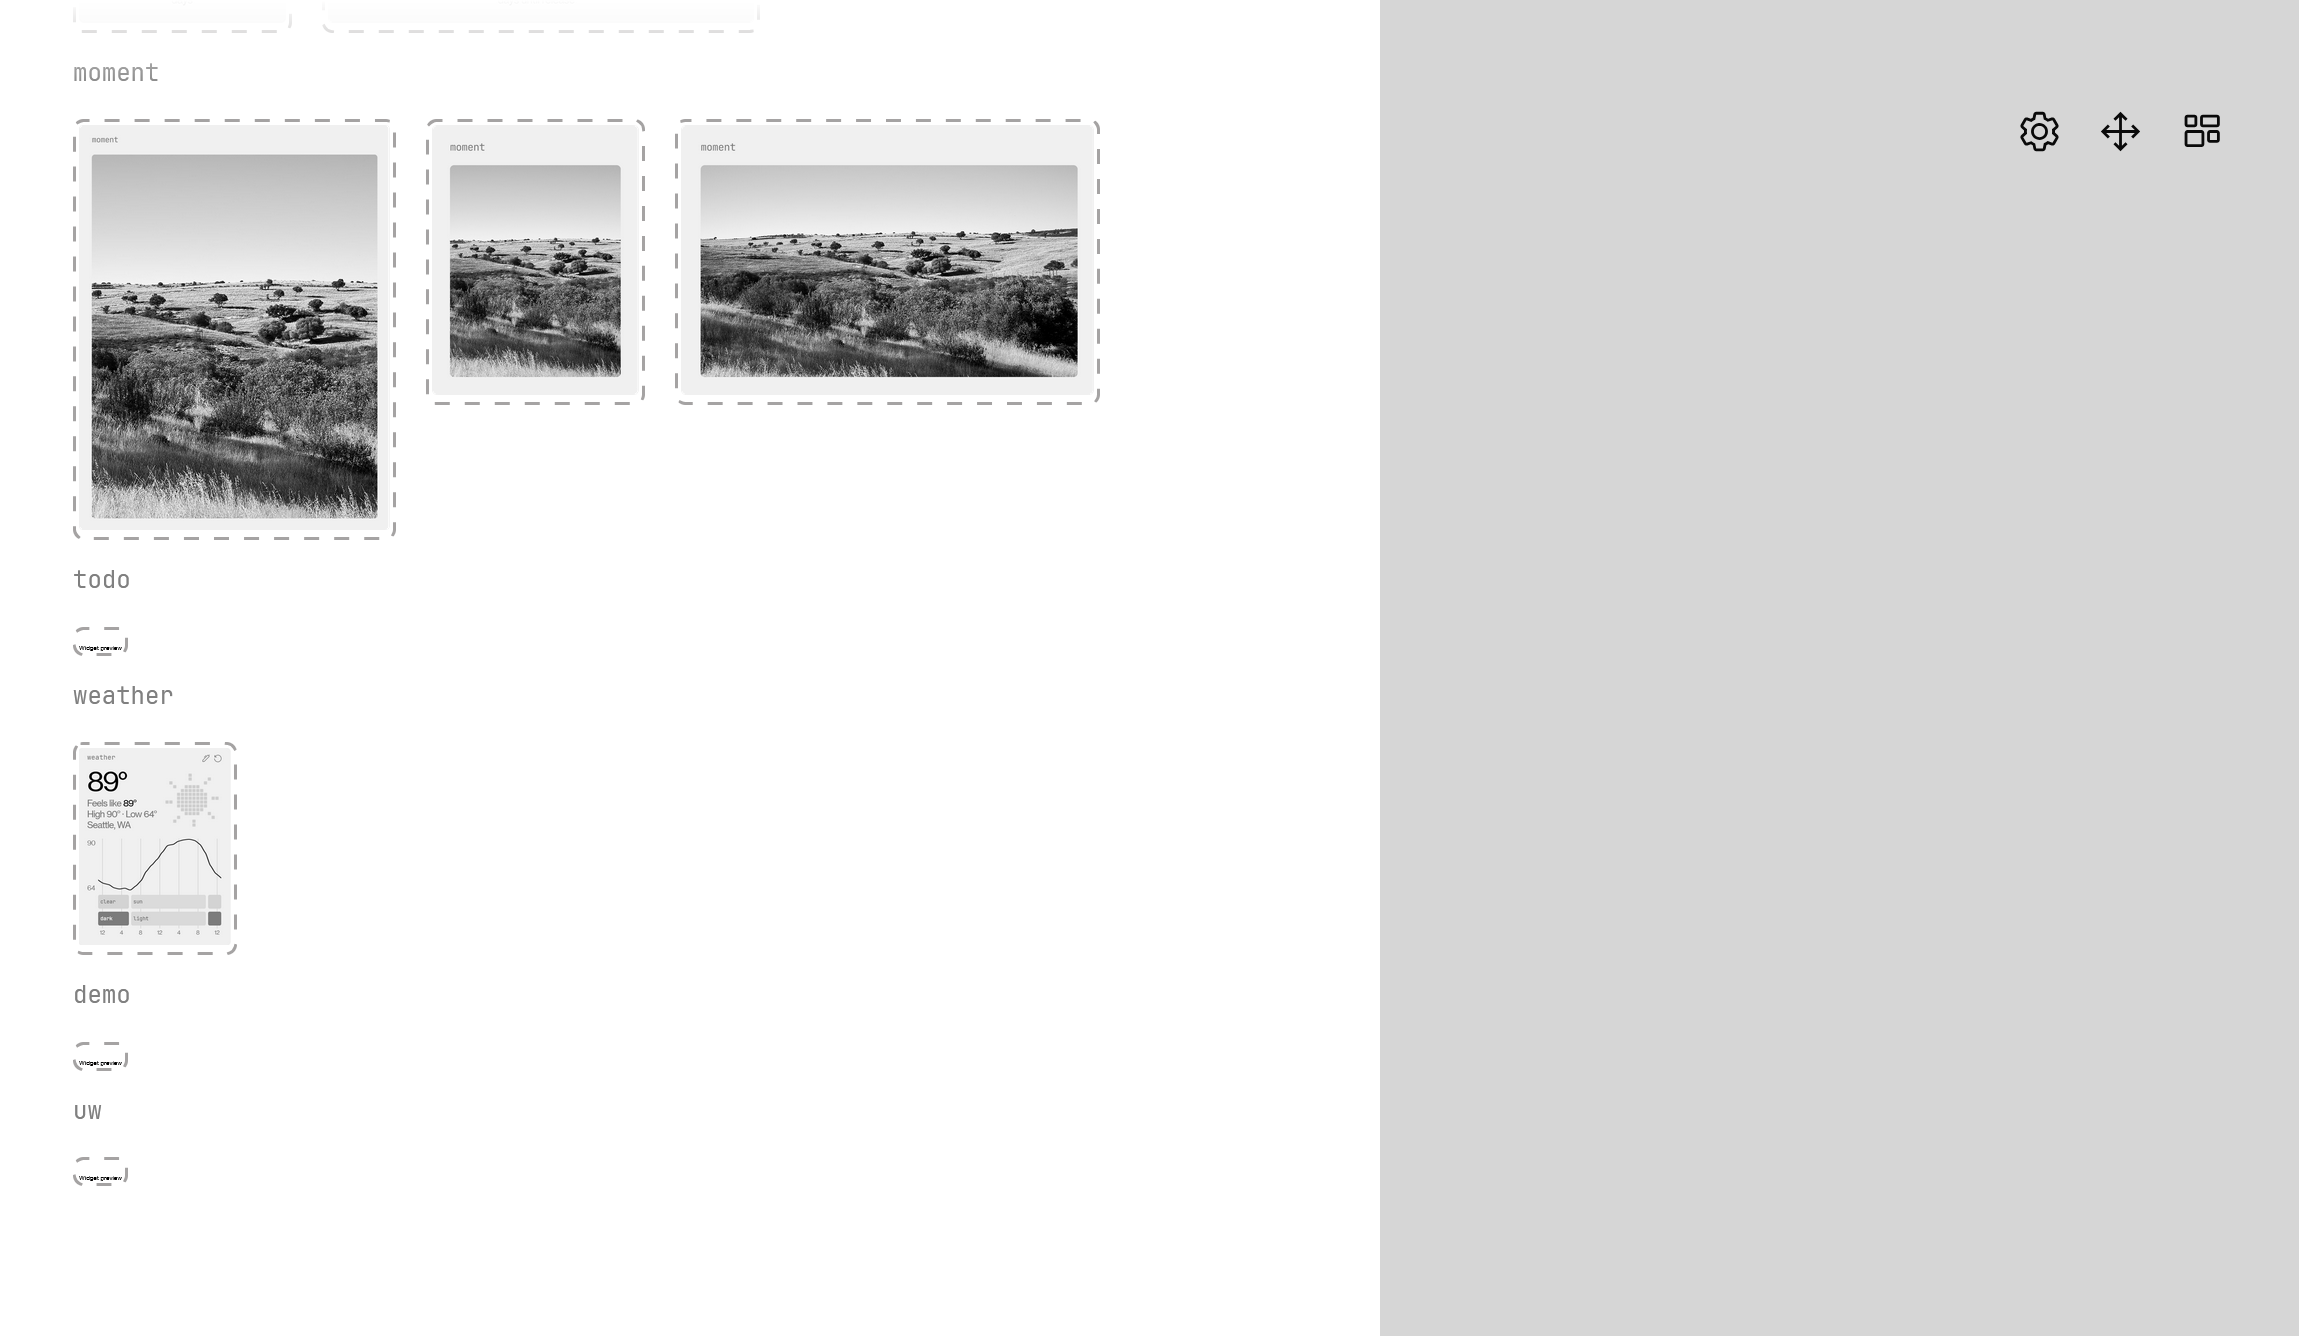 moment
moment
moment
moment
todo
Widget preview
weather
weather
89°
Feels like 89°
High 90° · Low 64°
Seattle, WA
90
64
clear sun
dark light
12 4 8 12 4 8 12
demo
Widget preview
uw
Widget preview